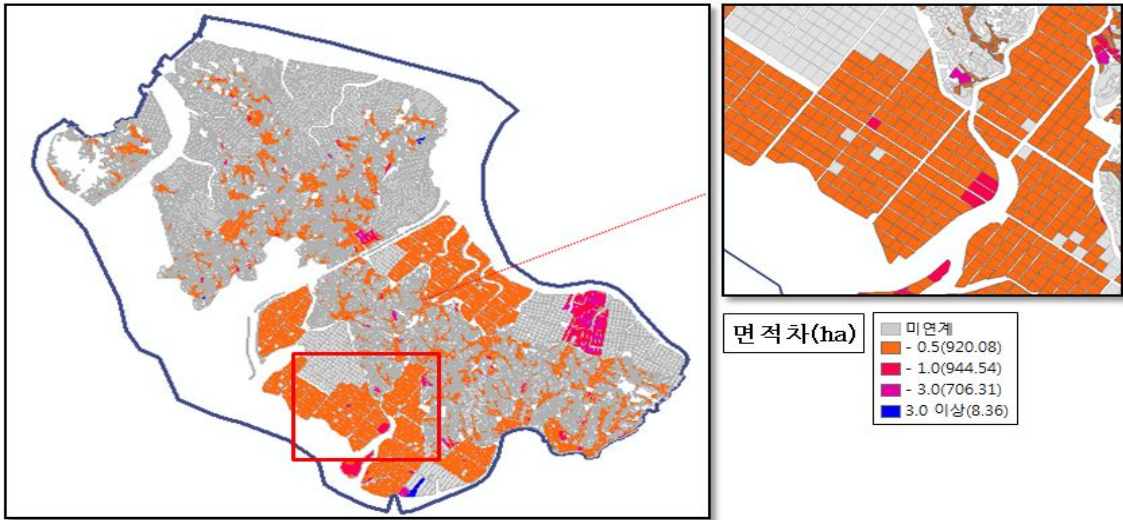 면적차(ha)
미연계
- 0.5(920.08)
- 1.0(944.54)
- 3.0(706.31)
3.0 이상(8.36)